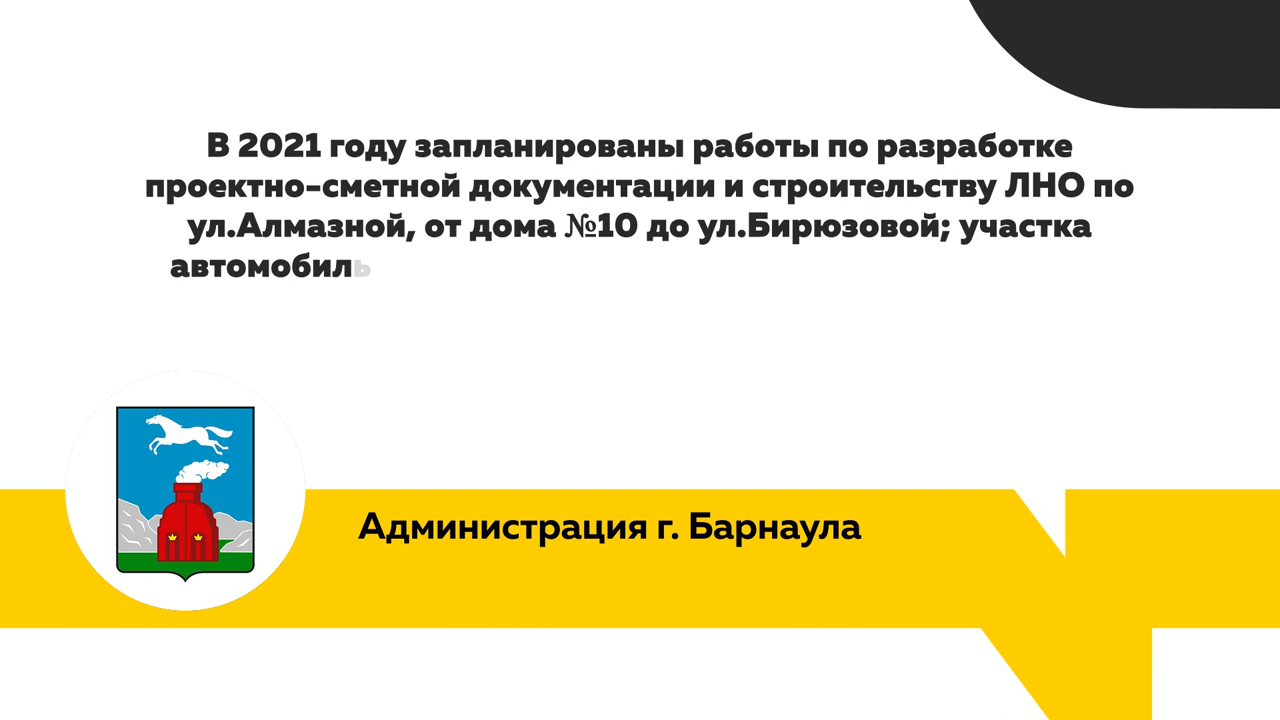 В 2021 году запланированы работы по разработке
проектно-сметной документации и строительству ЛНО по
ул.Алмазной, от дома №10 до ул.Бирюзовой; участка
автомобиль
Администрация г. Барнаула